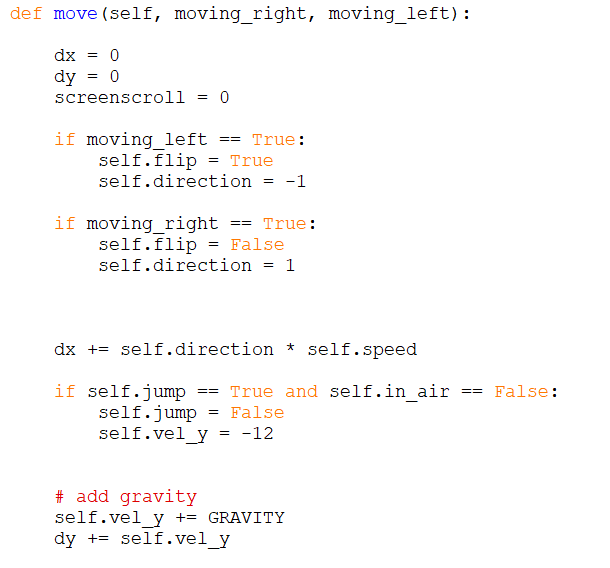 def move(self, moving_right, moving_left):
    dx = 0
    dy = 0
    screenscroll = 0
    if moving_left == True:
        self.flip = True
        self.direction = -1
    if moving_right == True:
        self.flip = False
        self.direction = 1
    dx += self.direction * self.speed
    if self.jump == True and self.in_air == False:
        self.jump = False
        self.vel_y = -12
    # add gravity
    self.vel_y += GRAVITY
    dy += self.vel_y